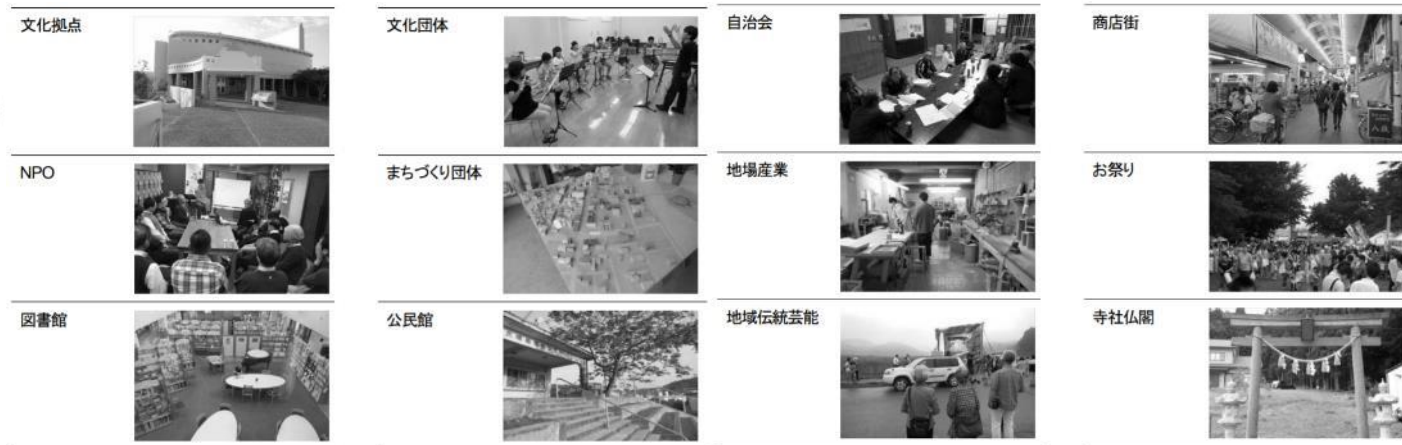 文化拠点
文化団体
自治会
商店街
NPO
まちづくり団体
地場産業
お祭り
図書館
公民館
地域伝統芸能
寺社仏閣